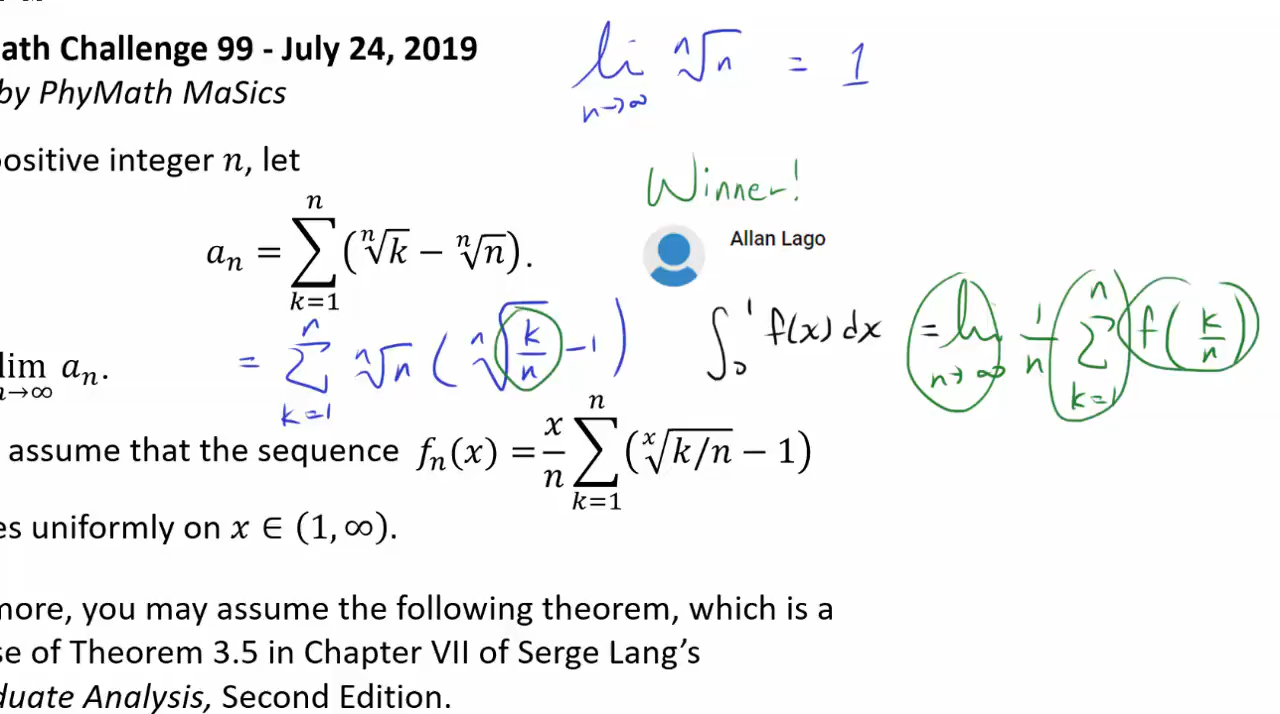 ath Challenge 99 - July 24, 2019
by PhyMath MaSics
lim n→∞ ⁿ√n = 1
ositive integer n, let
Winner!
Allan Lago
aₙ = ∑ₖ₌₁ⁿ (ⁿ√k − ⁿ√n).
= ∑ₖ₌₁ⁿ ⁿ√n (ⁿ√(k/n) − 1)
∫₀¹ f(x) dx = lim n→∞ 1/n ∑ₖ₌₁ⁿ f(k/n)
lim n→∞ aₙ.
assume that the sequence fₙ(x) = x/n ∑ₖ₌₁ⁿ (ˣ√k/n − 1)
es uniformly on x ∈ (1, ∞).
more, you may assume the following theorem, which is a
se of Theorem 3.5 in Chapter VII of Serge Lang’s
duate Analysis, Second Edition.